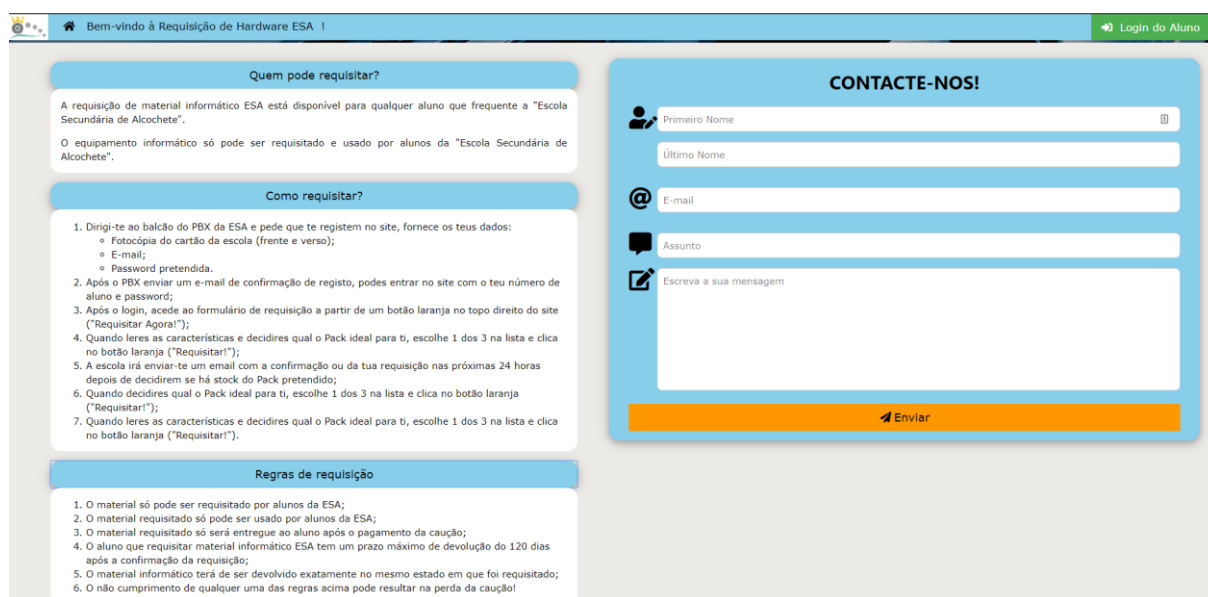 Bem-vindo à Requisição de Hardware ESA !
Login do Aluno
Quem pode requisitar?
A requisição de material informático ESA está disponível para qualquer aluno que frequente a "Escola
Secundária de Alcochete".
O equipamento informático só pode ser requisitado e usado por alunos da "Escola Secundária de
Alcochete".
Como requisitar?
1. Dirigi-te ao balcão do PBX da ESA e pede que te registem no site, fornece os teus dados:
Fotocópia do cartão da escola (frente e verso);
E-mail;
Password pretendida.
2. Após o PBX enviar um e-mail de confirmação de registo, podes entrar no site com o teu número de
aluno e password;
3. Após o login, acede ao formulário de requisição a partir de um botão laranja no topo direito do site
("Requisitar Agora!");
4. Quando leres as características e decidires qual o Pack ideal para ti, escolhe 1 dos 3 na lista e clica
no botão laranja ("Requisitar!");
5. A escola irá enviar-te um email com a confirmação ou da tua requisição nas próximas 24 horas
depois de decidirem se há stock do Pack pretendido;
6. Quando decidires qual o Pack ideal para ti, escolhe 1 dos 3 na lista e clica no botão laranja
("Requisitar!");
7. Quando leres as características e decidires qual o Pack ideal para ti, escolhe 1 dos 3 na lista e clica
no botão laranja ("Requisitar!").
Regras de requisição
1. O material só pode ser requisitado por alunos da ESA;
2. O material requisitado só pode ser usado por alunos da ESA;
3. O material requisitado só será entregue ao aluno após o pagamento da caução;
4. O aluno que requisitar material informático ESA tem um prazo máximo de devolução do 120 dias
após a confirmação da requisição;
5. O material informático terá de ser devolvido exatamente no mesmo estado em que foi requisitado;
6. O não cumprimento de qualquer uma das regras acima pode resultar na perda da caução!
CONTACTE-NOS!
Primeiro Nome
Último Nome
E-mail
Assunto
Escreva a sua mensagem
Enviar